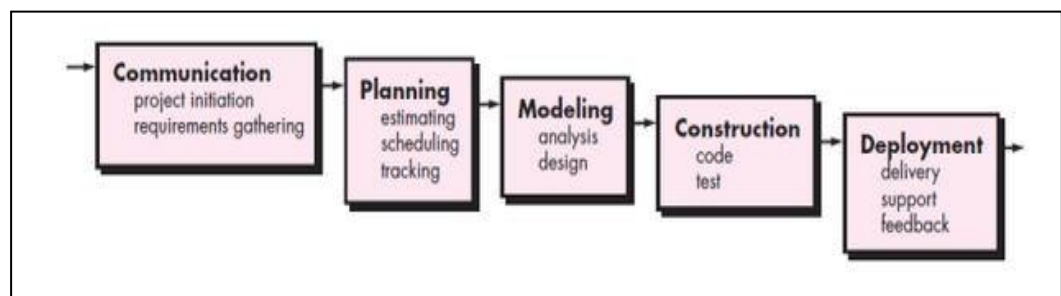 Communication
project initiation
requirements gathering
Planning
estimating
scheduling
tracking
Modeling
analysis
design
Construction
code
test
Deployment
delivery
support
feedback